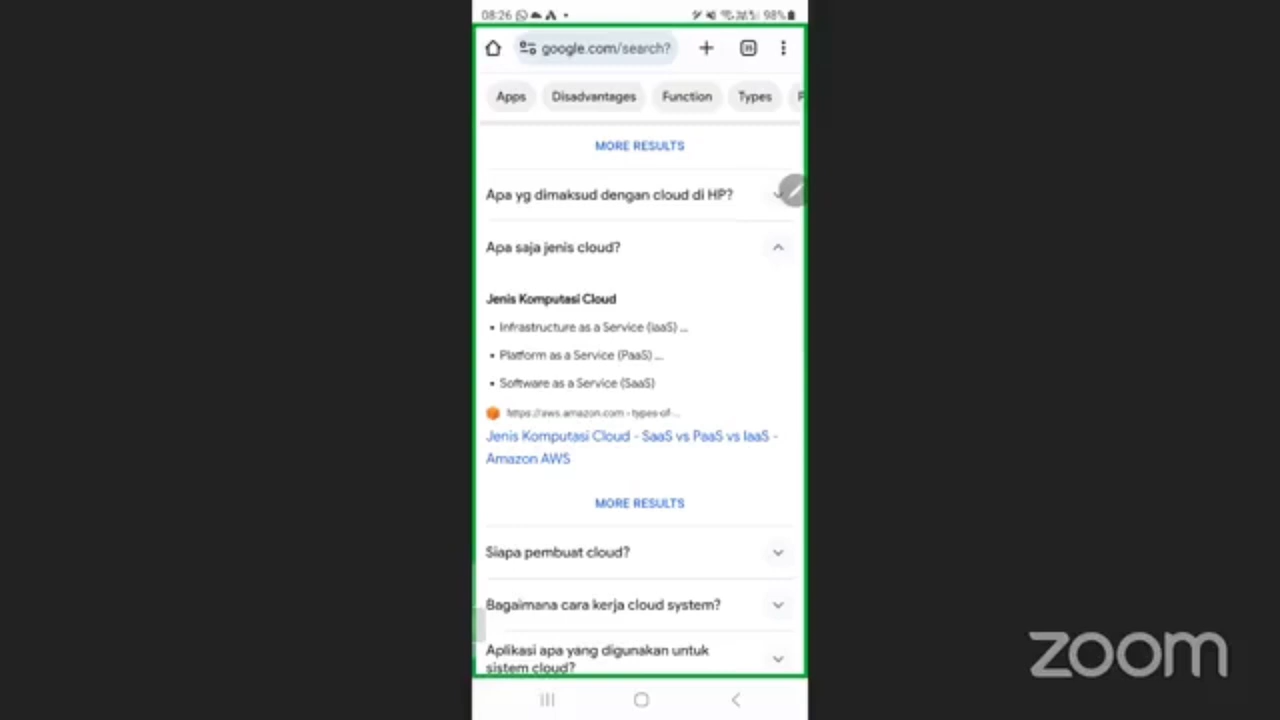 08:26
98%
google.com/search?
Apps Disadvantages Function Types
MORE RESULTS
Apa yg dimaksud dengan cloud di HP?
Apa saja jenis cloud?
Jenis Komputasi Cloud
• Infrastructure as a Service (IaaS) ...
• Platform as a Service (PaaS) ...
• Software as a Service (SaaS)
https://aws.amazon.com › types-of-...
Jenis Komputasi Cloud - SaaS vs PaaS vs IaaS -
Amazon AWS
MORE RESULTS
Siapa pembuat cloud?
Bagaimana cara kerja cloud system?
Aplikasi apa yang digunakan untuk
sistem cloud?
zoom